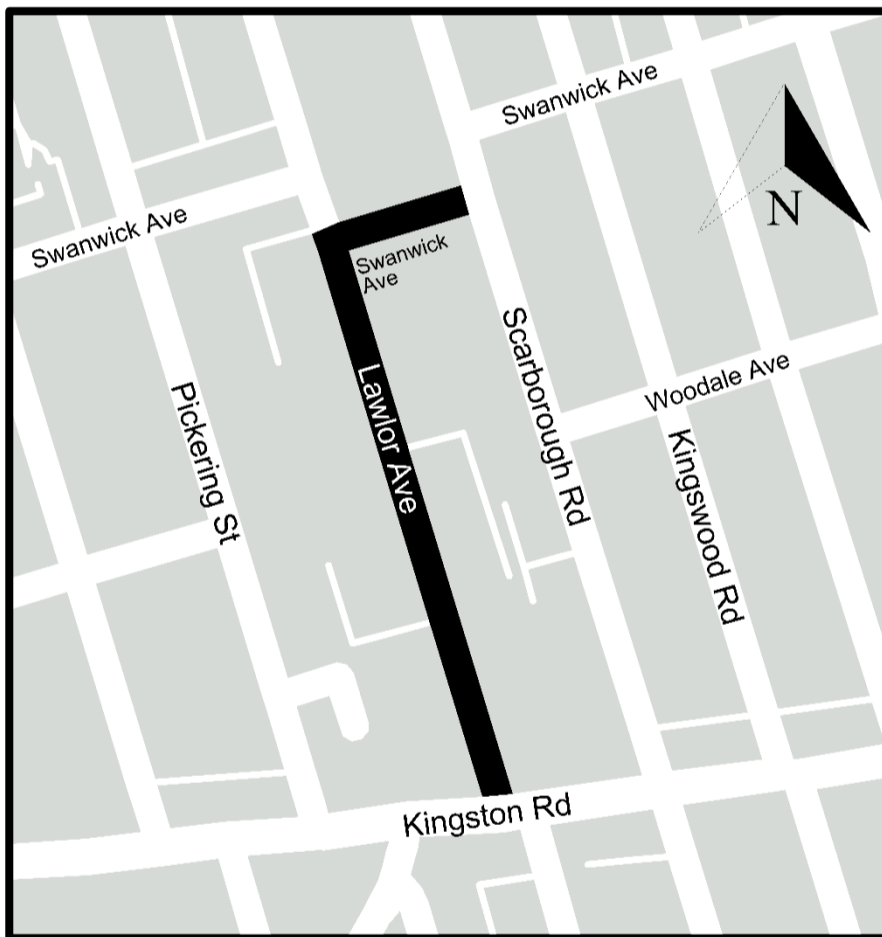 Swanwick Ave
N
Swanwick Ave
Swanwick
Ave
Scarborough Rd
Woodale Ave
Lawlor Ave
Pickering St
Kingswood Rd
Kingston Rd